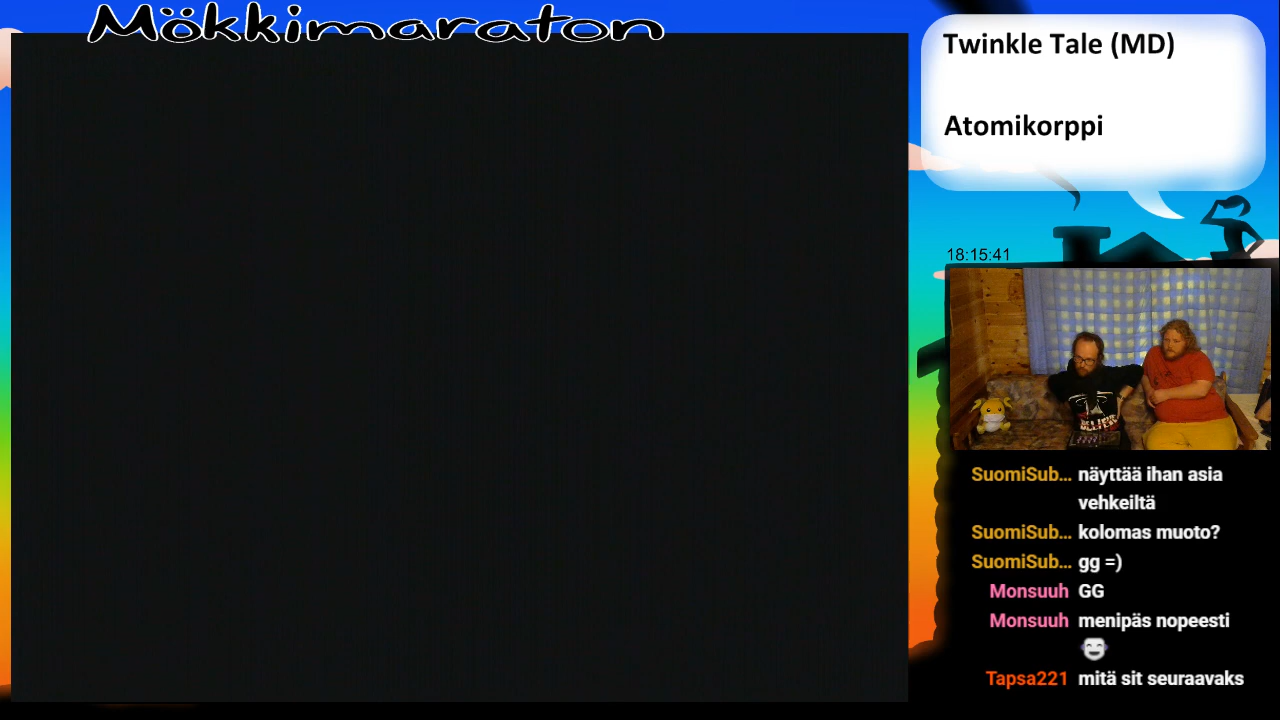 Mökkimaraton
Twinkle Tale (MD)
Atomikorppi
18:15:41
BELIEVE
SuomiSub... näyttää ihan asia
vehkeiltä
SuomiSub... kolomas muoto?
SuomiSub... gg =)
Monsuuh GG
Monsuuh menipäs nopeesti
Tapsa221 mitä sit seuraavaks